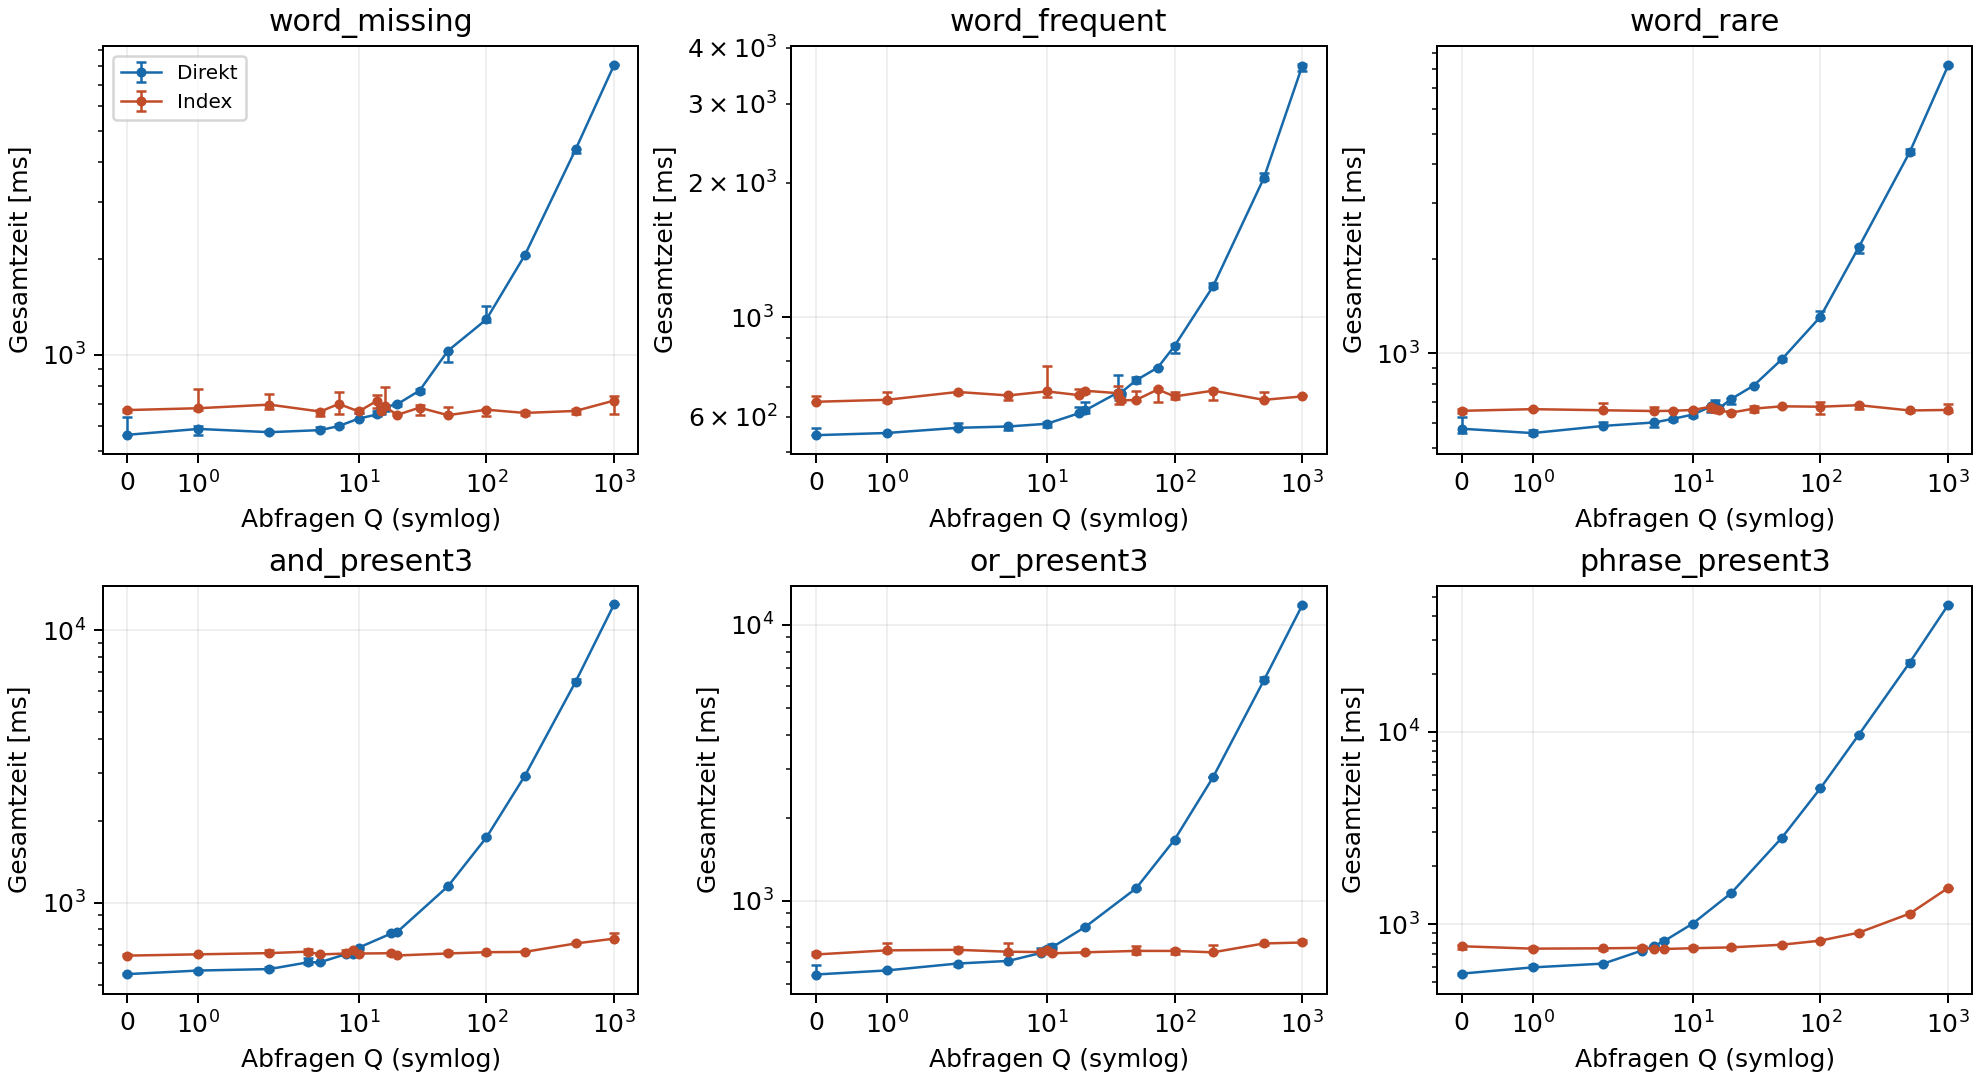 word_missing
Direkt
Index
Gesamtzeit [ms]
10³
0 10⁰ 10¹ 10² 10³
Abfragen Q (symlog)
word_frequent
Gesamtzeit [ms]
4 × 10³
3 × 10³
2 × 10³
10³
6 × 10²
0 10⁰ 10¹ 10² 10³
Abfragen Q (symlog)
word_rare
Gesamtzeit [ms]
10³
0 10⁰ 10¹ 10² 10³
Abfragen Q (symlog)
and_present3
Gesamtzeit [ms]
10⁴
10³
0 10⁰ 10¹ 10² 10³
Abfragen Q (symlog)
or_present3
Gesamtzeit [ms]
10⁴
10³
0 10⁰ 10¹ 10² 10³
Abfragen Q (symlog)
phrase_present3
Gesamtzeit [ms]
10⁴
10³
0 10⁰ 10¹ 10² 10³
Abfragen Q (symlog)